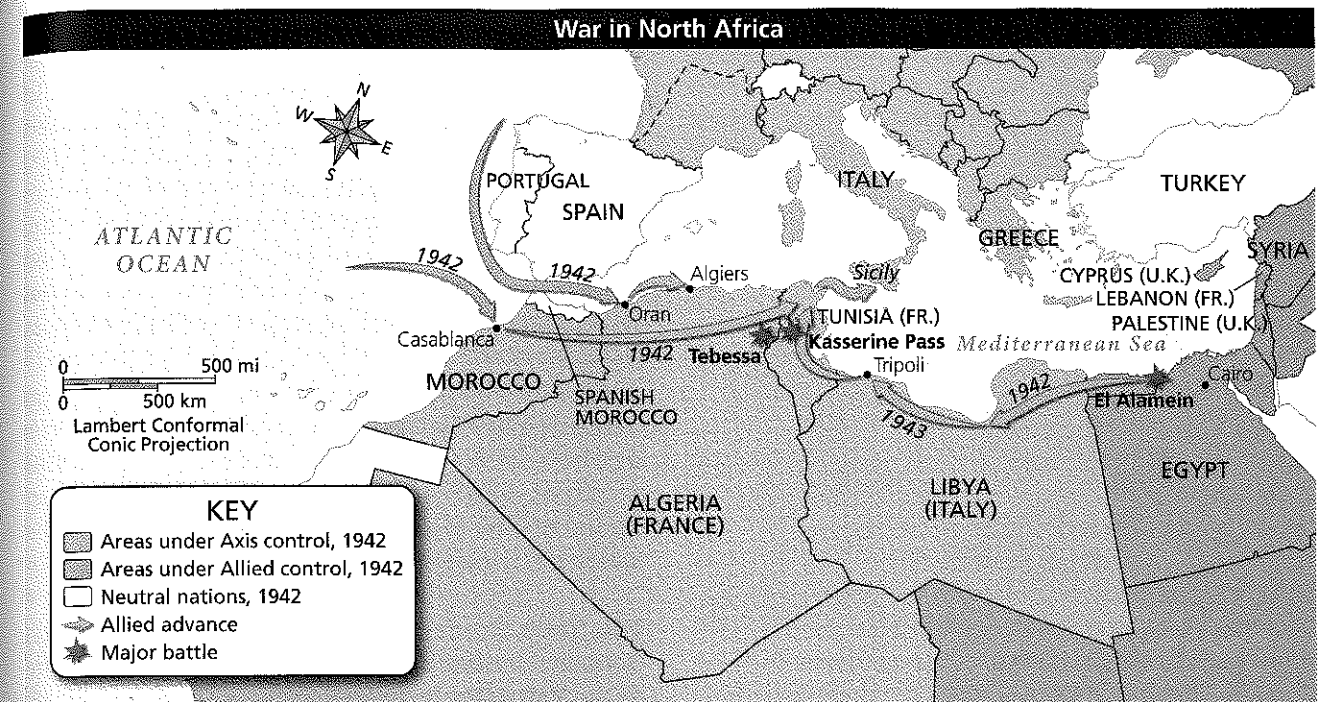 War in North Africa
N
W
E
S
ATLANTIC
OCEAN
PORTUGAL
SPAIN
ITALY
GREECE
TURKEY
SYRIA
CYPRUS (U.K.)
LEBANON (FR.)
PALESTINE (U.K.)
1942
1942
Algiers
Sicily
Oran
Casablanca
1942
Tebessa
TUNISIA (FR.)
Kasserine Pass
Mediterranean Sea
Tripoli
1942
1943
Cairo
El Alamein
0 500 mi
0 500 km
Lambert Conformal
Conic Projection
MOROCCO
SPANISH
MOROCCO
ALGERIA
(FRANCE)
LIBYA
(ITALY)
EGYPT
KEY
Areas under Axis control, 1942
Areas under Allied control, 1942
Neutral nations, 1942
Allied advance
Major battle